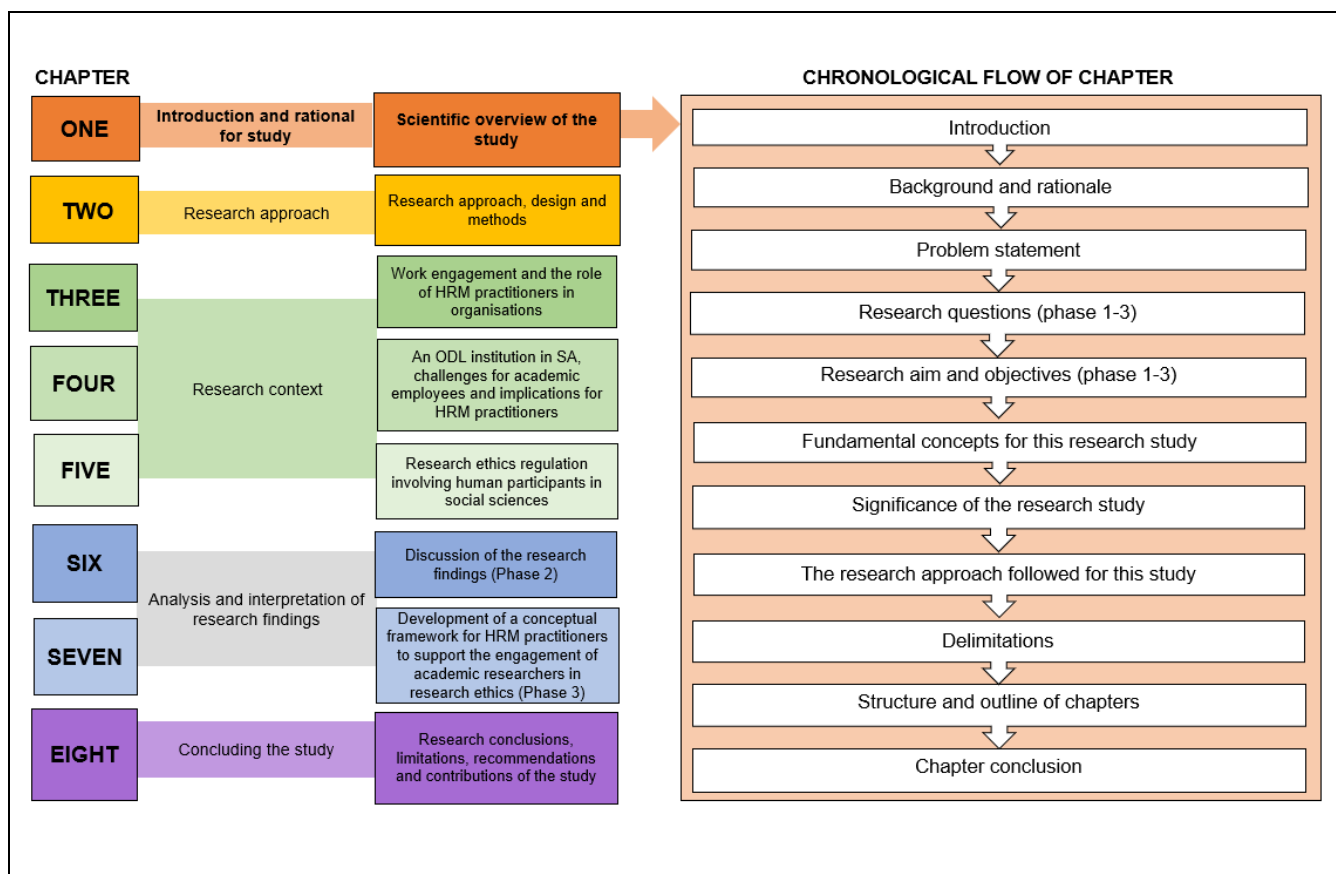 CHAPTER
ONE
Introduction and rational
for study
Scientific overview of the
study
TWO
Research approach
Research approach, design and
methods
THREE
FOUR
FIVE
Research context
Work engagement and the role
of HRM practitioners in
organisations
An ODL institution in SA,
challenges for academic
employees and implications for
HRM practitioners
Research ethics regulation
involving human participants in
social sciences
SIX
SEVEN
Analysis and interpretation of
research findings
Discussion of the research
findings (Phase 2)
Development of a conceptual
framework for HRM practitioners
to support the engagement of
academic researchers in
research ethics (Phase 3)
EIGHT
Concluding the study
Research conclusions,
limitations, recommendations
and contributions of the study
CHRONOLOGICAL FLOW OF CHAPTER
Introduction
Background and rationale
Problem statement
Research questions (phase 1-3)
Research aim and objectives (phase 1-3)
Fundamental concepts for this research study
Significance of the research study
The research approach followed for this study
Delimitations
Structure and outline of chapters
Chapter conclusion